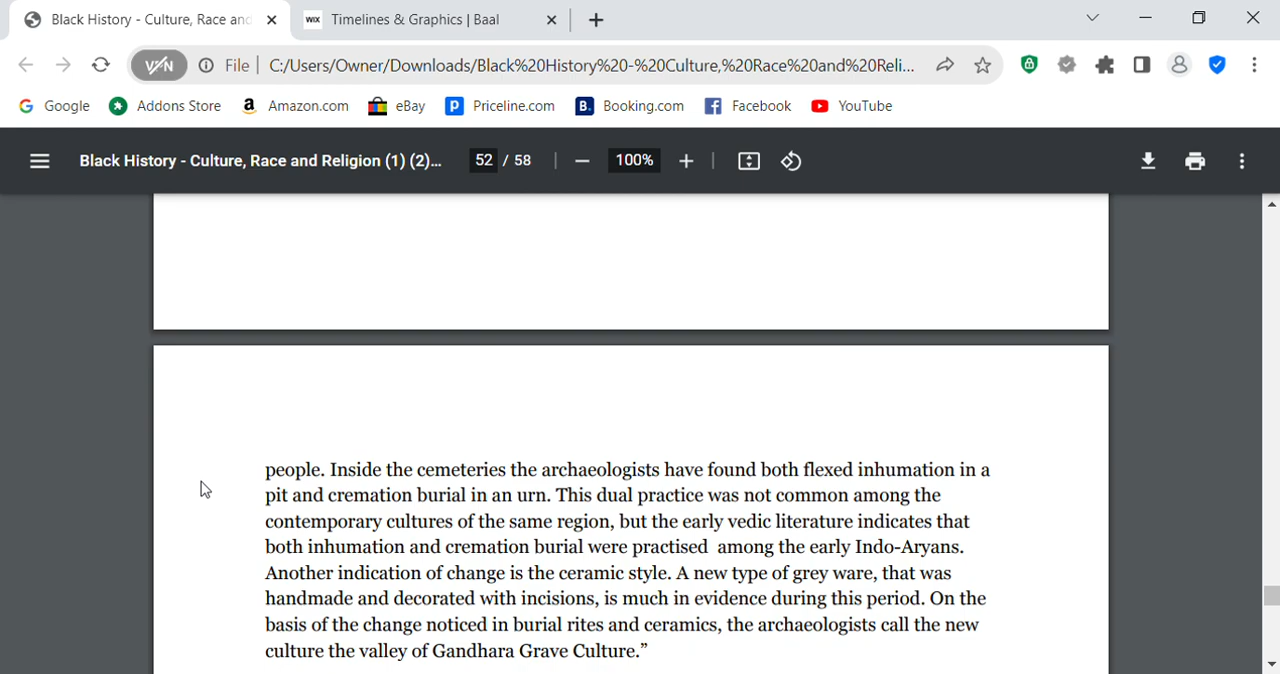 Black History - Culture, Race and
Timelines & Graphics | Baal
VPN
File
C:/Users/Owner/Downloads/Black%20History%20-%20Culture,%20Race%20and%20Reli...
Google
Addons Store
Amazon.com
eBay
Priceline.com
Booking.com
Facebook
YouTube
Black History - Culture, Race and Religion (1) (2)...
52 / 58
100%
people. Inside the cemeteries the archaeologists have found both flexed inhumation in a
pit and cremation burial in an urn. This dual practice was not common among the
contemporary cultures of the same region, but the early vedic literature indicates that
both inhumation and cremation burial were practised  among the early Indo-Aryans.
Another indication of change is the ceramic style. A new type of grey ware, that was
handmade and decorated with incisions, is much in evidence during this period. On the
basis of the change noticed in burial rites and ceramics, the archaeologists call the new
culture the valley of Gandhara Grave Culture.”